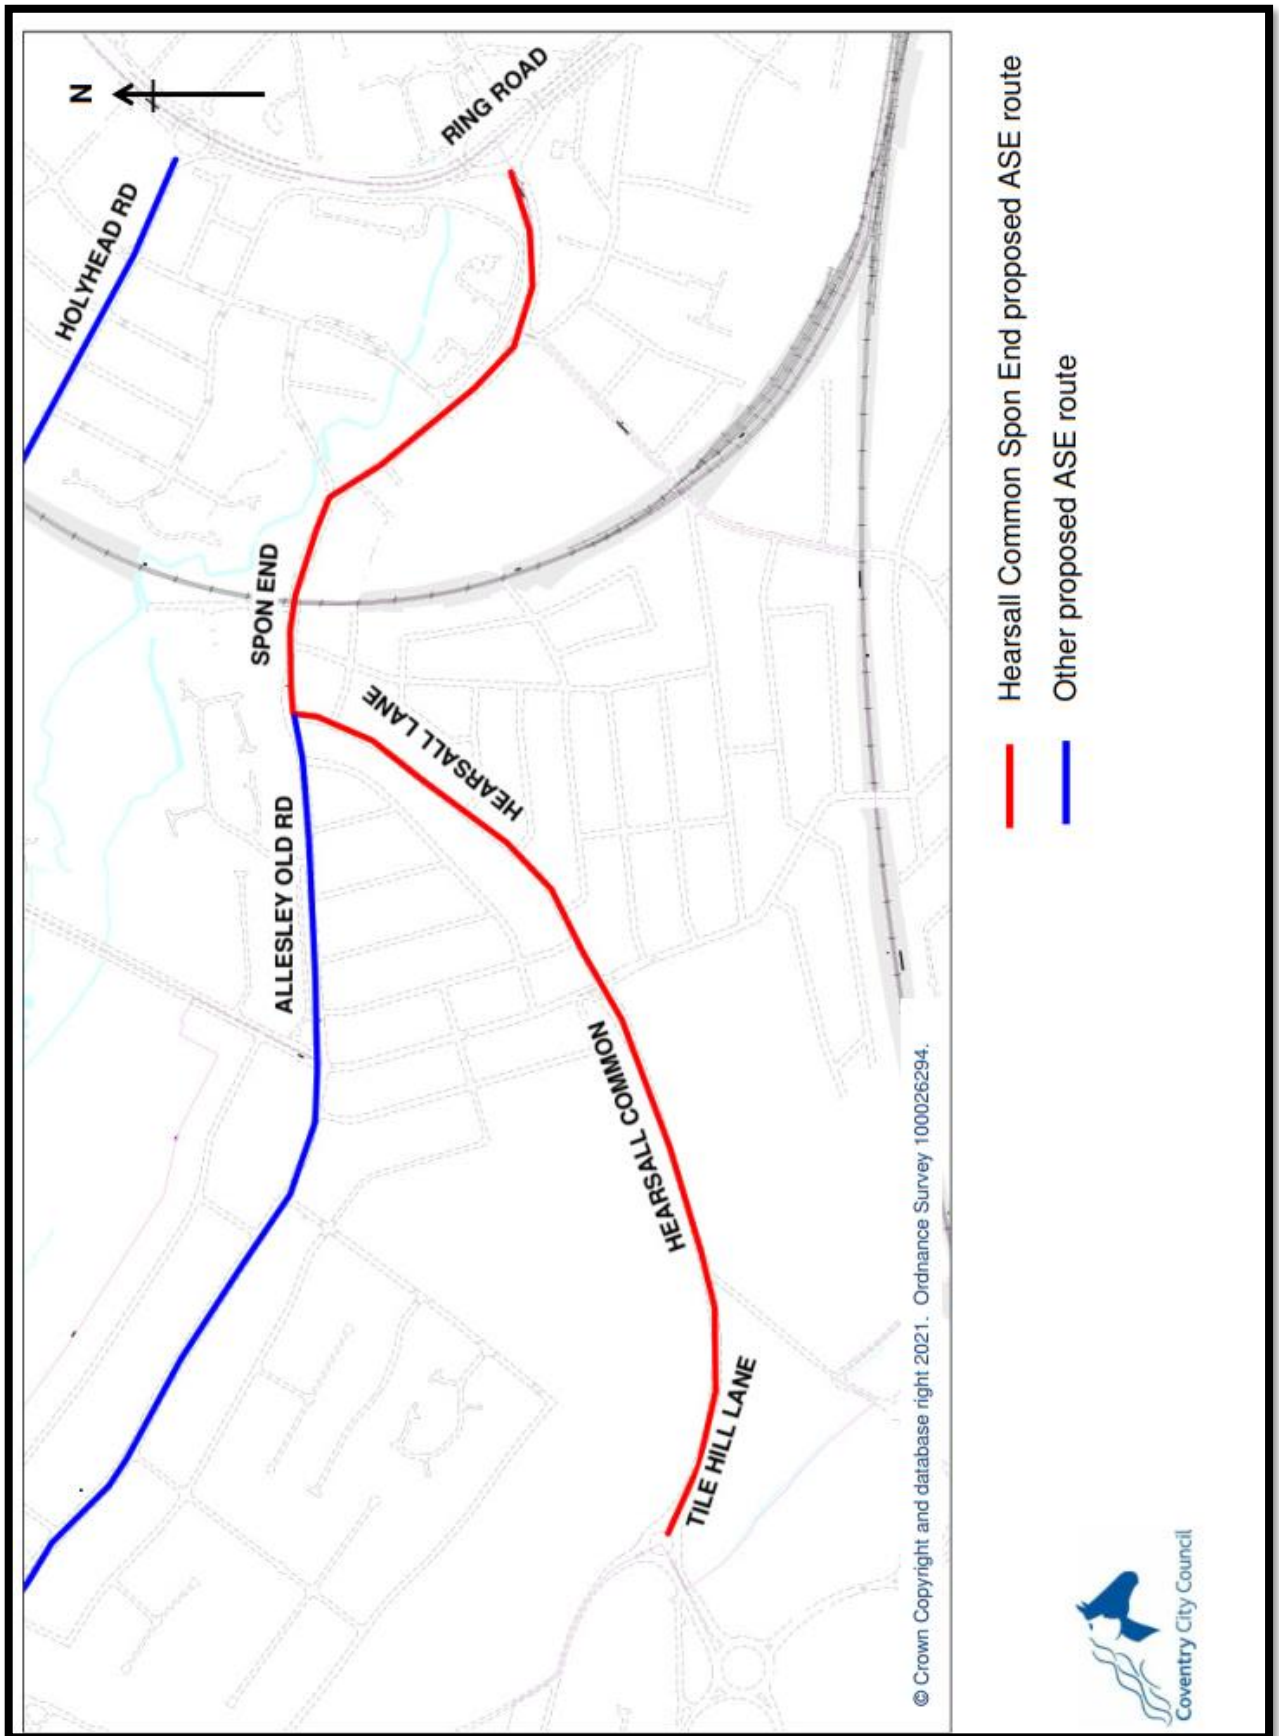 N
HOLYHEAD RD
RING ROAD
SPON END
HEARSALL LANE
ALLESLEY OLD RD
HEARSALL COMMON
TILE HILL LANE
© Crown Copyright and database right 2021. Ordnance Survey 100026294.
Hearsall Common Spon End proposed ASE route
Other proposed ASE route
Coventry City Council